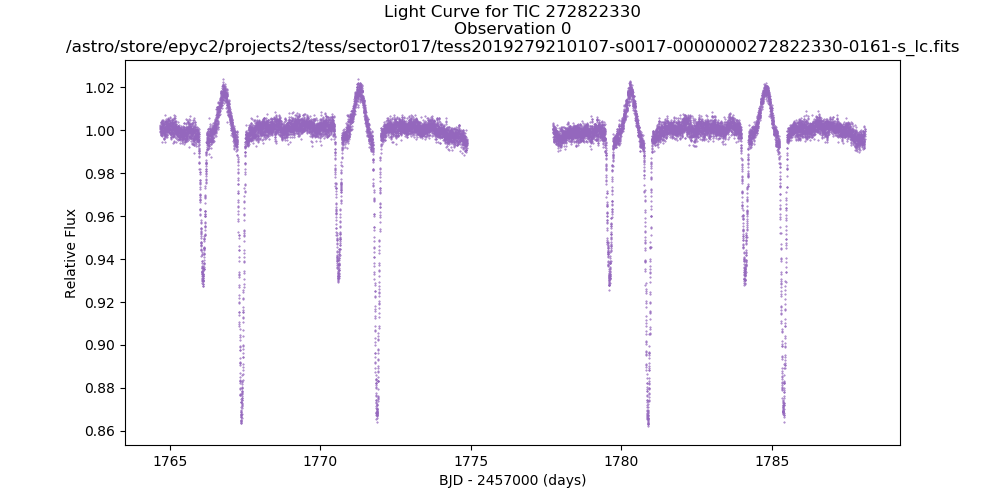 Light Curve for TIC 272822330
Observation 0
/astro/store/epyc2/projects2/tess/sector017/tess2019279210107-s0017-0000000272822330-0161-s_lc.fits
1.02
1.00
0.98
0.96
0.94
0.92
0.90
0.88
0.86
Relative Flux
1765
1770
1775
1780
1785
BJD - 2457000 (days)